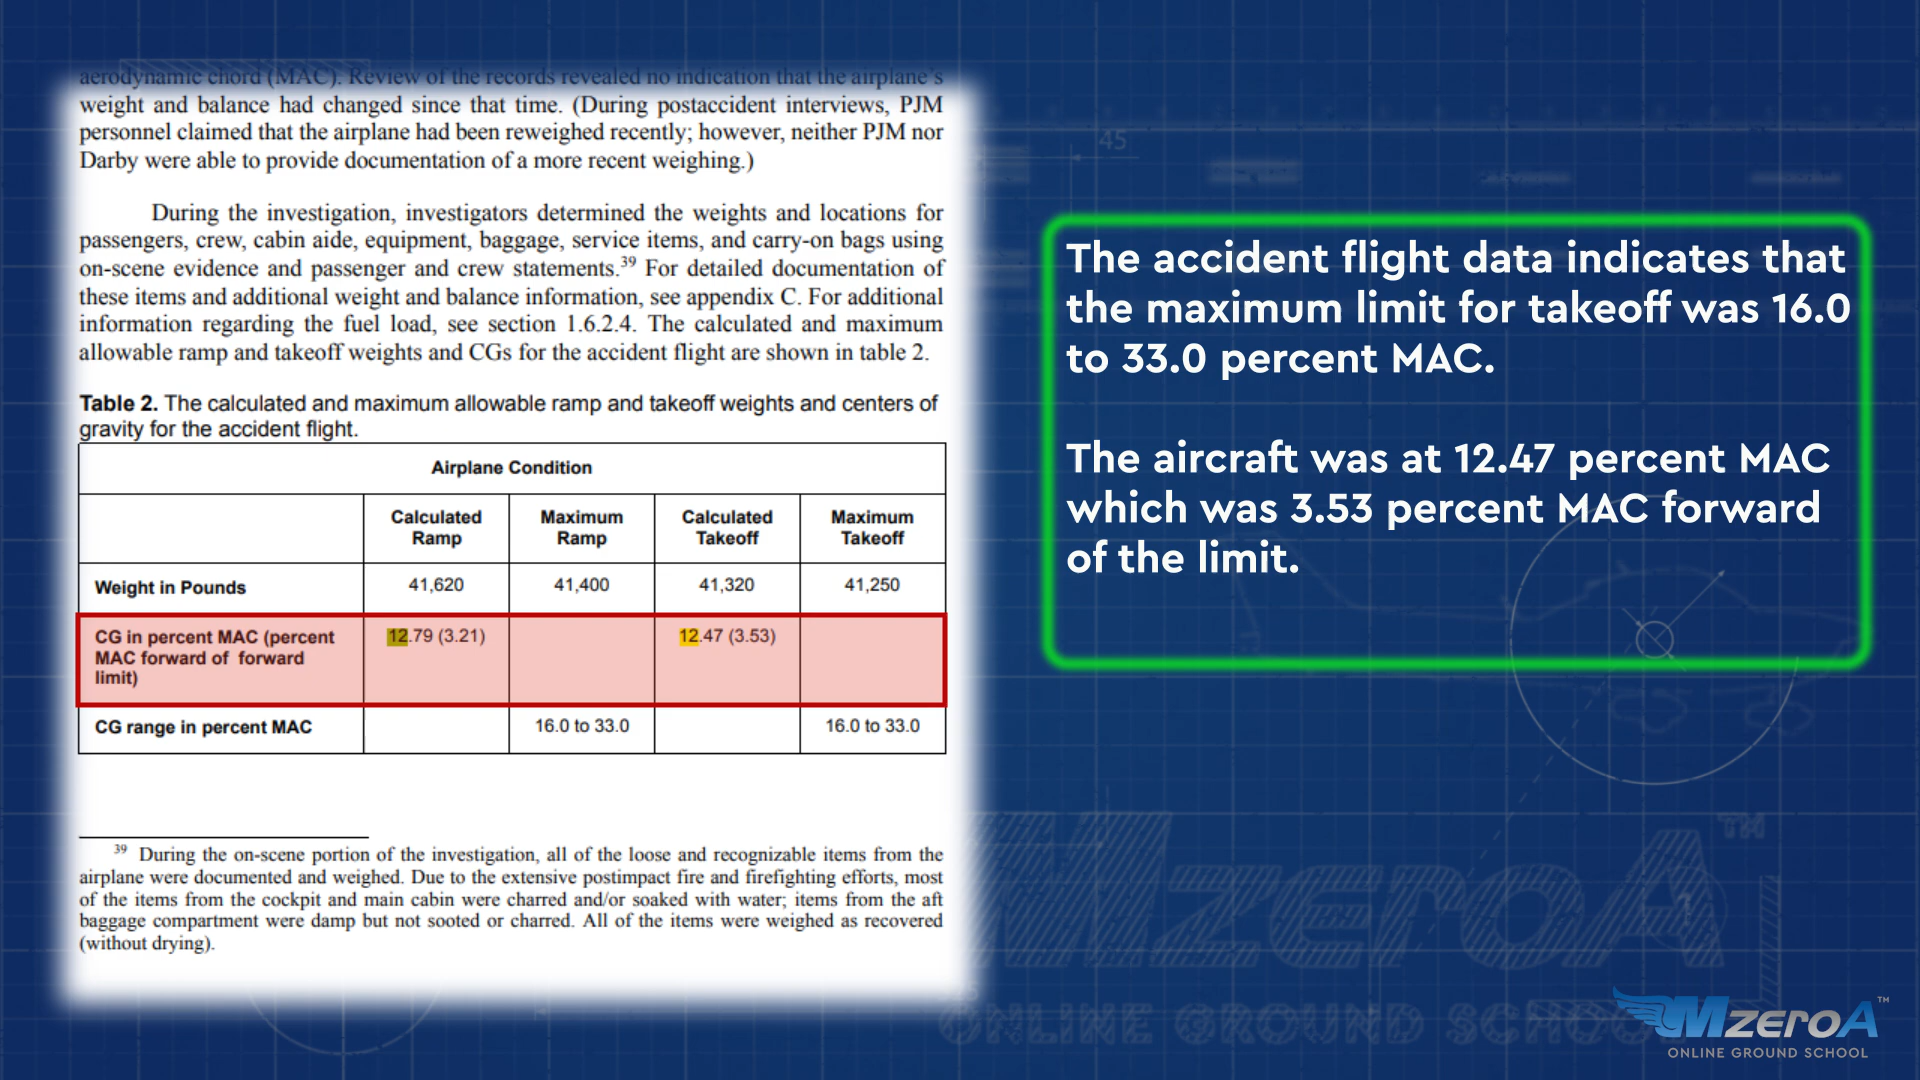 aerodynamic chord (MAC). Review of the records revealed no indication that the airplane's
weight and balance had changed since that time. (During postaccident interviews, PJM
personnel claimed that the airplane had been reweighed recently; however, neither PJM nor
Darby were able to provide documentation of a more recent weighing.)
During the investigation, investigators determined the weights and locations for
passengers, crew, cabin aide, equipment, baggage, service items, and carry-on bags using
on-scene evidence and passenger and crew statements.39 For detailed documentation of
these items and additional weight and balance information, see appendix C. For additional
information regarding the fuel load, see section 1.6.2.4. The calculated and maximum
allowable ramp and takeoff weights and CGs for the accident flight are shown in table 2.
Table 2. The calculated and maximum allowable ramp and takeoff weights and centers of
gravity for the accident flight.
Airplane Condition
Calculated Ramp Maximum Ramp Calculated Takeoff Maximum Takeoff
Weight in Pounds 41,620 41,400 41,320 41,250
CG in percent MAC (percent 12.79 (3.21) 12.47 (3.53)
MAC forward of forward
limit)
CG range in percent MAC 16.0 to 33.0 16.0 to 33.0
39 During the on-scene portion of the investigation, all of the loose and recognizable items from the
airplane were documented and weighed. Due to the extensive postimpact fire and firefighting efforts, most
of the items from the cockpit and main cabin were charred and/or soaked with water; items from the aft
baggage compartment were damp but not sooted or charred. All of the items were weighed as recovered
(without drying).
The accident flight data indicates that
the maximum limit for takeoff was 16.0
to 33.0 percent MAC.
The aircraft was at 12.47 percent MAC
which was 3.53 percent MAC forward
of the limit.
45
MzeroA TM
ONLINE GROUND SCHOOL
MzeroA™
ONLINE GROUND SCHOOL